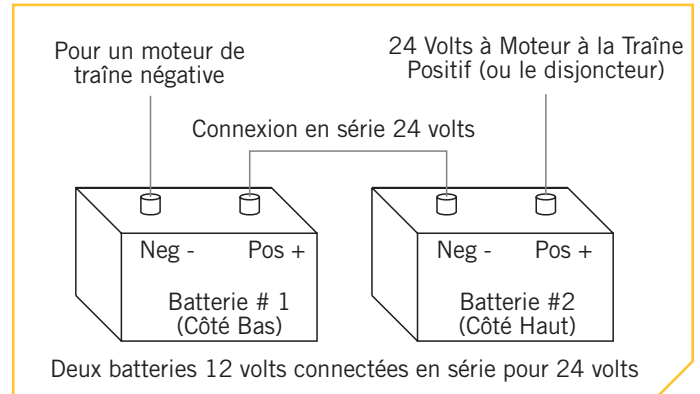 Pour un moteur de
traîne négative
24 Volts à Moteur à la Traîne
Positif (ou le disjoncteur)
Connexion en série 24 volts
Neg -
Pos +
Neg -
Pos +
Batterie # 1
(Côté Bas)
Batterie #2
(Côté Haut)
Deux batteries 12 volts connectées en série pour 24 volts